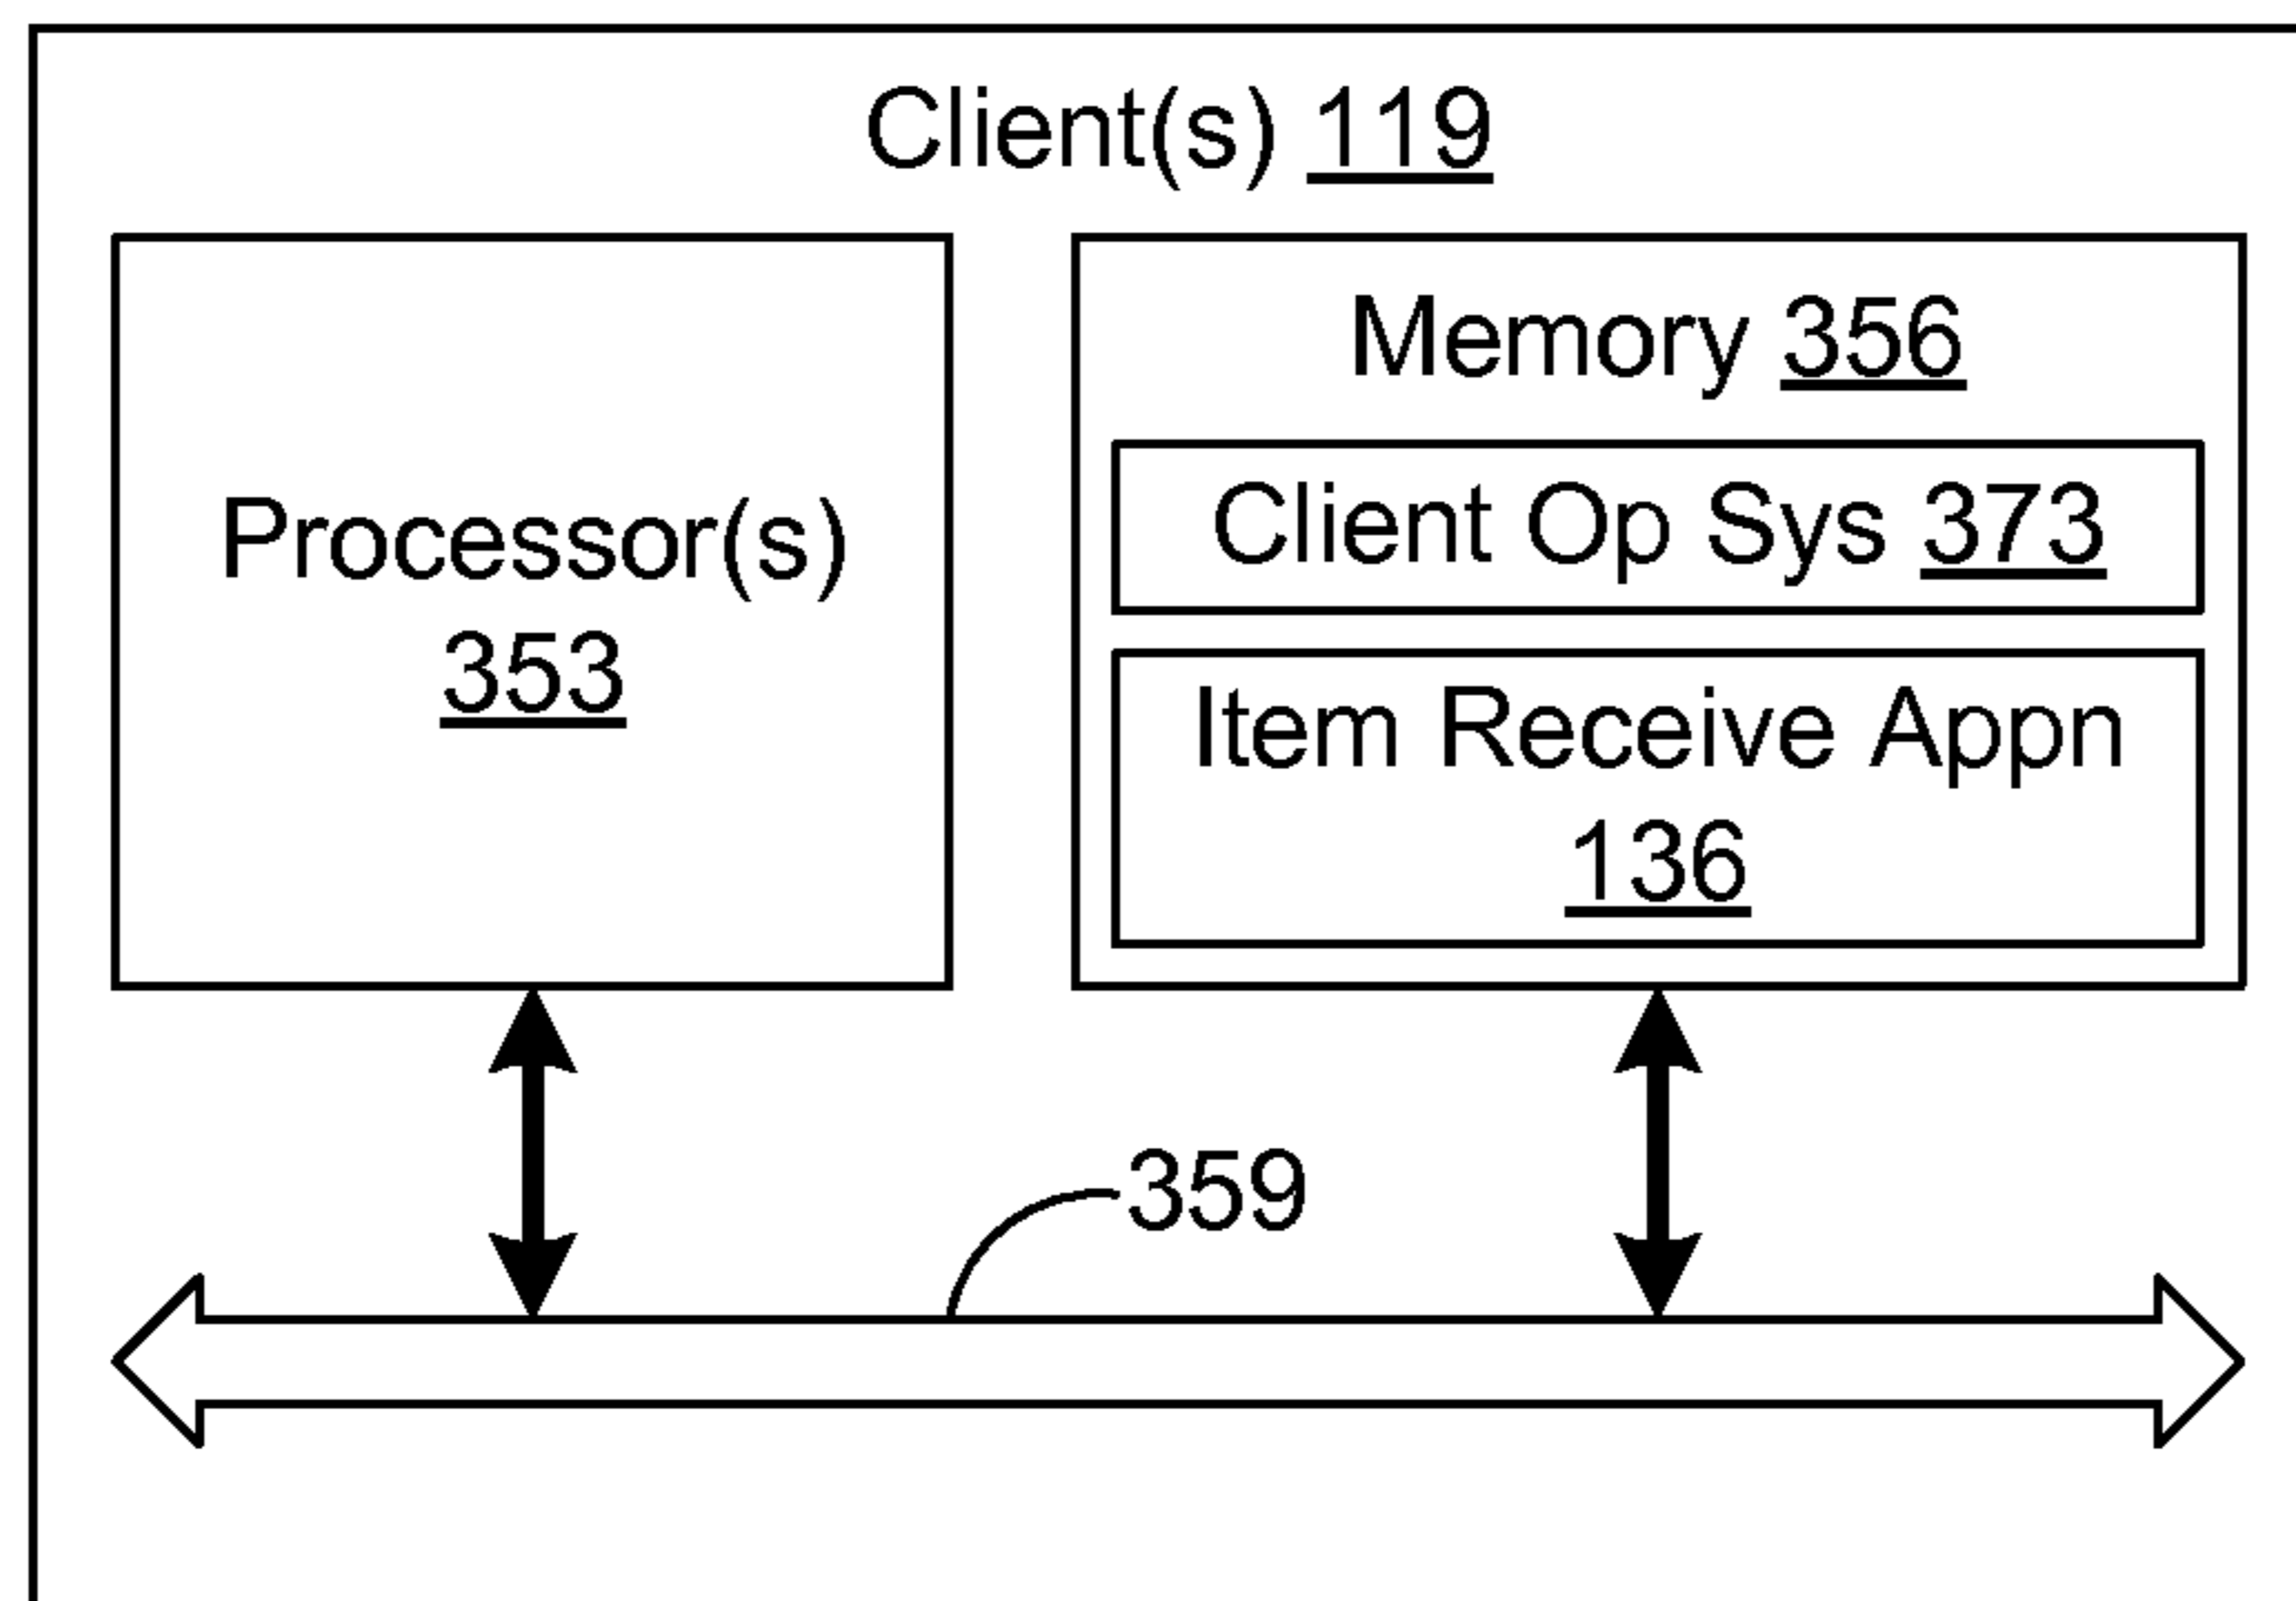 Client(s) 119
Processor(s)
353
Memory 356
Client Op Sys 373
Item Receive Appn
136
359